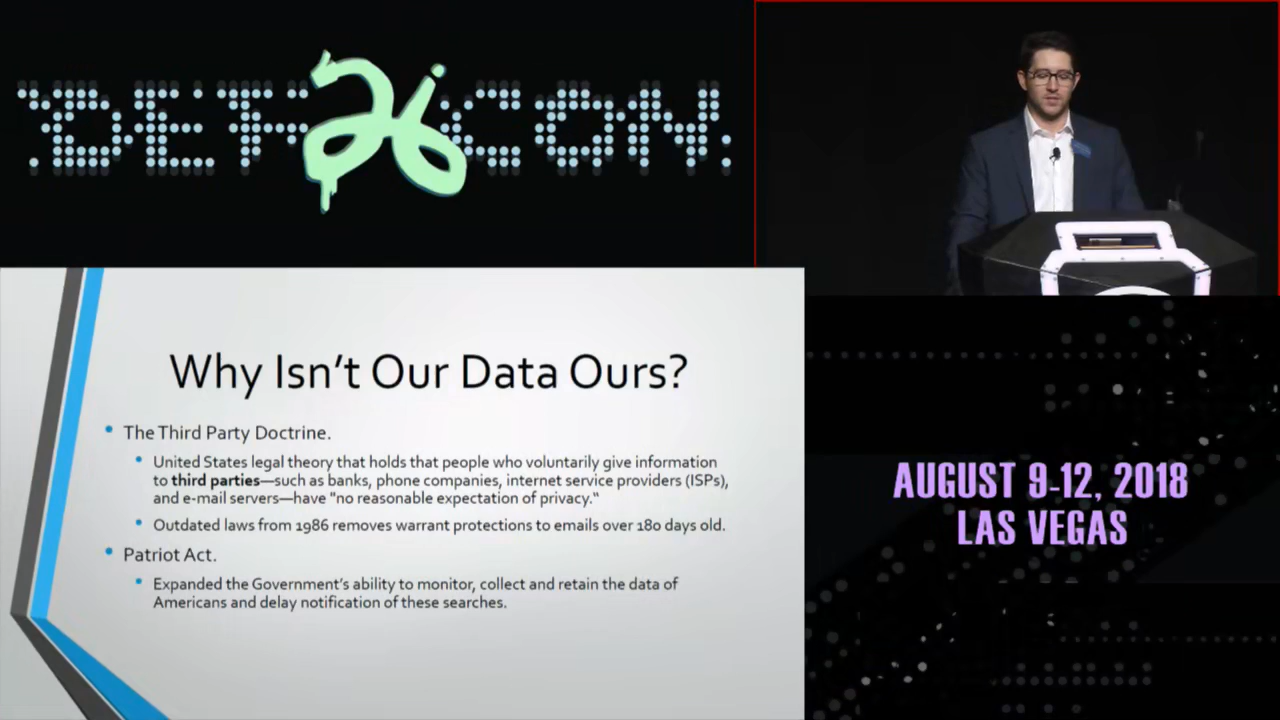 DEF CON
26
Why Isn't Our Data Ours?
The Third Party Doctrine.
United States legal theory that holds that people who voluntarily give information
to third parties—such as banks, phone companies, internet service providers (ISPs),
and e-mail servers—have "no reasonable expectation of privacy."
Outdated laws from 1986 removes warrant protections to emails over 180 days old.
Patriot Act.
Expanded the Government's ability to monitor, collect and retain the data of
Americans and delay notification of these searches.
AUGUST 9-12, 2018
LAS VEGAS